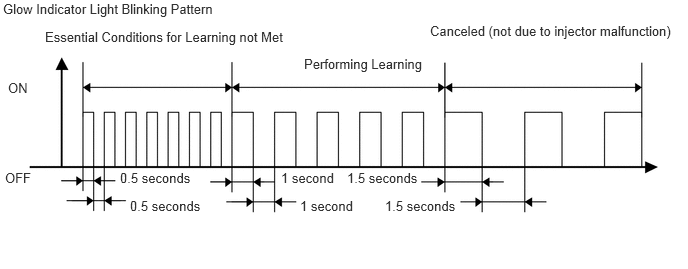 Glow Indicator Light Blinking Pattern
Essential Conditions for Learning not Met
Canceled (not due to injector malfunction)
Performing Learning
ON
OFF
0.5 seconds
1 second
1.5 seconds
0.5 seconds
1 second
1.5 seconds